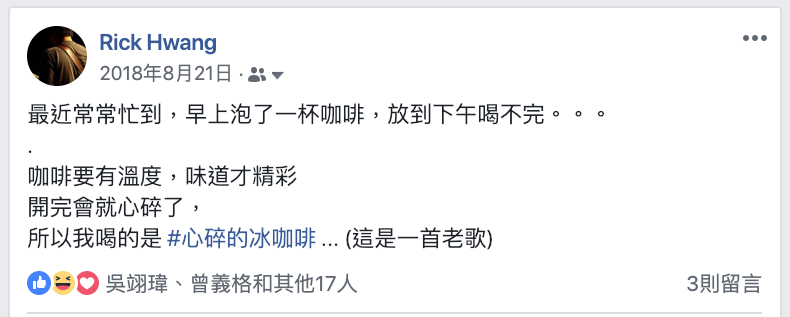 Rick Hwang
2018年8月21日 ·
最近常常忙到，早上泡了一杯咖啡，放到下午喝不完。。。
.
咖啡要有溫度，味道才精彩
開完會就心碎了，
所以我喝的是 #心碎的冰咖啡 ... (這是一首老歌)
吳翊瑋、曾義格和其他17人
3則留言